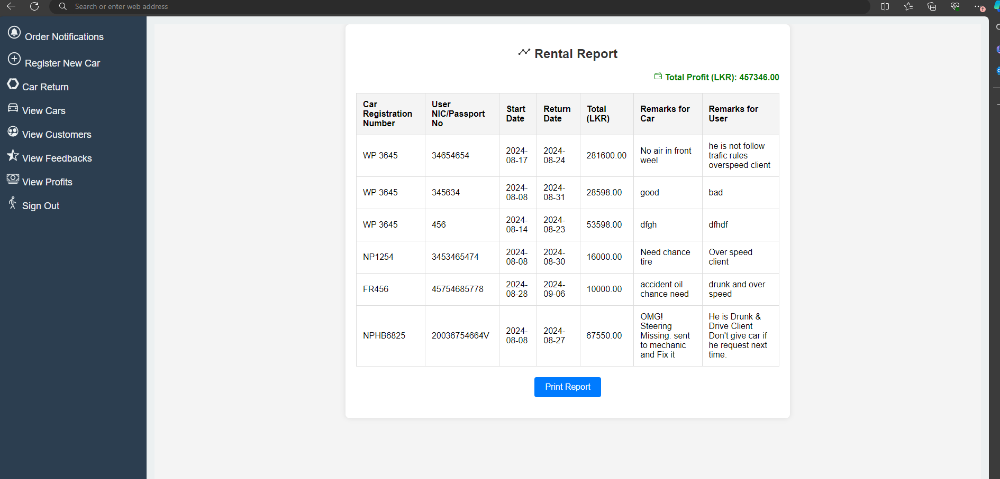 Search or enter web address
Order Notifications
Register New Car
Car Return
View Cars
View Customers
View Feedbacks
View Profits
Sign Out
Rental Report
Total Profit (LKR): 457346.00
Car
Registration
Number
User
NIC/Passport
No
Start
Date
Return
Date
Total
(LKR)
Remarks for
Car
Remarks for
User
WP 3645
34654654
2024-
08-17
2024-
08-24
281600.00
No air in front
weel
he is not follow
trafic rules
overspeed client
WP 3645
345634
2024-
08-08
2024-
08-31
28598.00
good
bad
WP 3645
456
2024-
08-14
2024-
08-23
53598.00
dfgh
dfhdf
NP1254
3453465474
2024-
08-08
2024-
08-30
16000.00
Need chance
tire
Over speed
client
FR456
45754685778
2024-
08-28
2024-
09-06
10000.00
accident oil
chance need
drunk and over
speed
NPHB6825
20036754664V
2024-
08-08
2024-
08-27
67550.00
OMG!
Steering
Missing. sent
to mechanic
and Fix it
He is Drunk &
Drive Client
Don't give car if
he request next
time.
Print Report